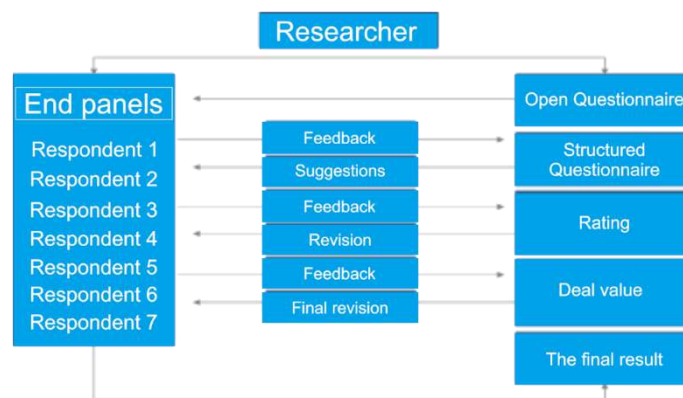 Researcher
End panels
Respondent 1
Respondent 2
Respondent 3
Respondent 4
Respondent 5
Respondent 6
Respondent 7
Feedback
Suggestions
Feedback
Revision
Feedback
Final revision
Open Questionnaire
Structured
Questionnaire
Rating
Deal value
The final result